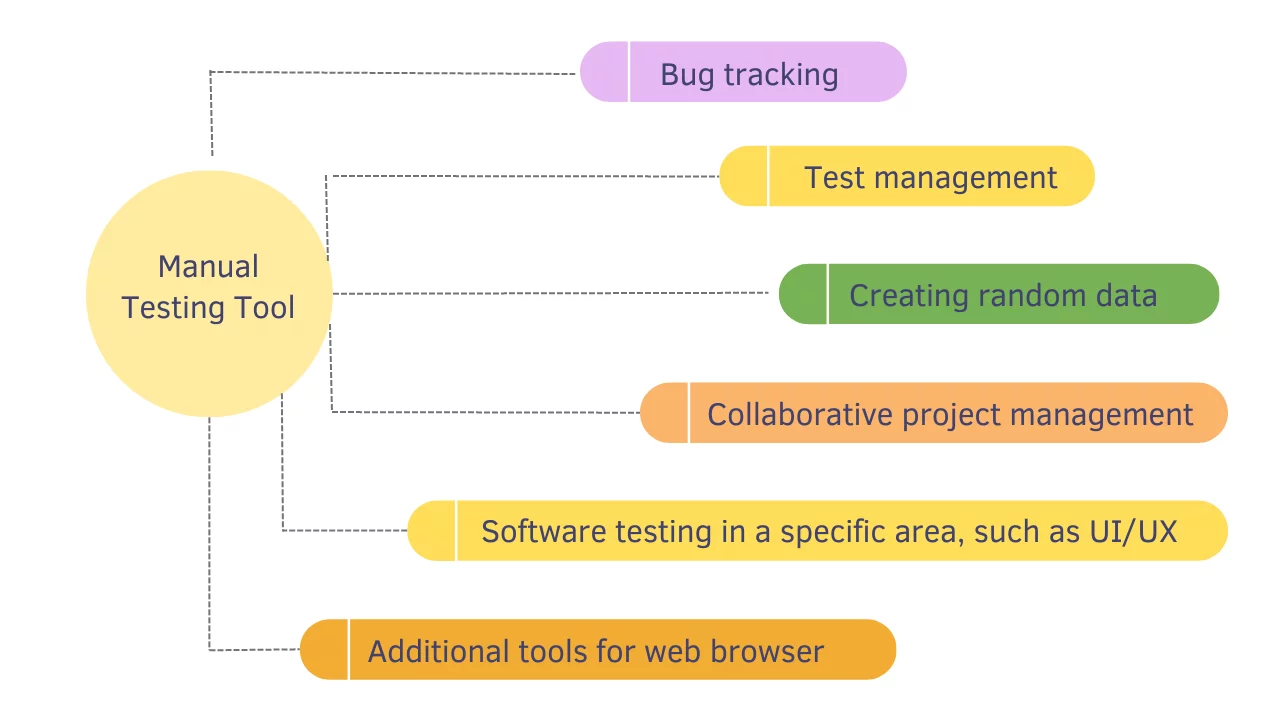 Bug tracking
Test management
Manual
Testing Tool
Creating random data
Collaborative project management
Software testing in a specific area, such as UI/UX
Additional tools for web browser